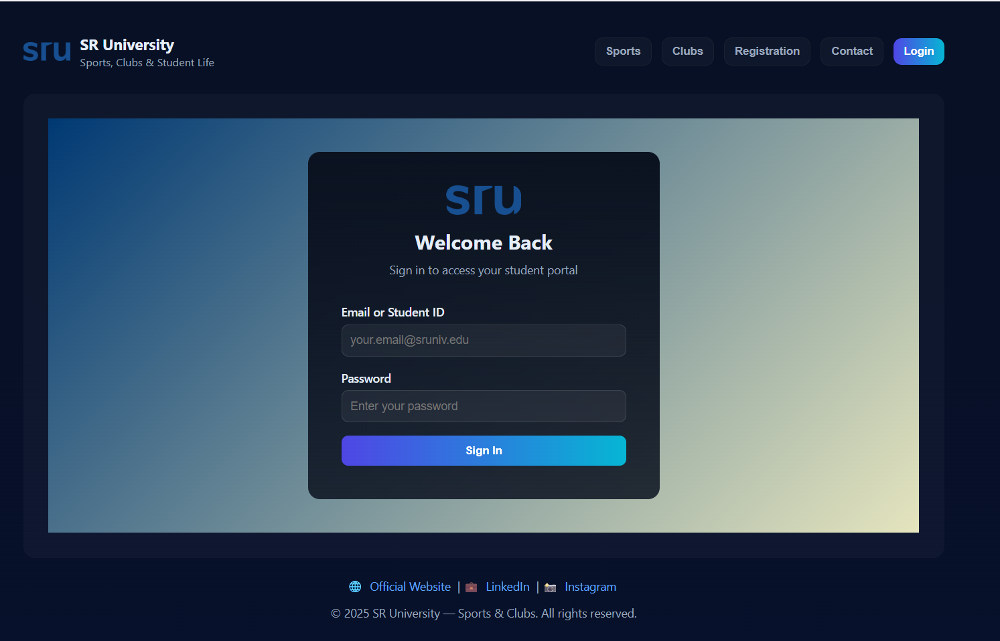 sru
SR University
Sports, Clubs & Student Life
Sports
Clubs
Registration
Contact
Login
sru
Welcome Back
Sign in to access your student portal
Email or Student ID
your.email@sruniv.edu
Password
Enter your password
Sign In
Official Website | LinkedIn | Instagram
© 2025 SR University — Sports & Clubs. All rights reserved.